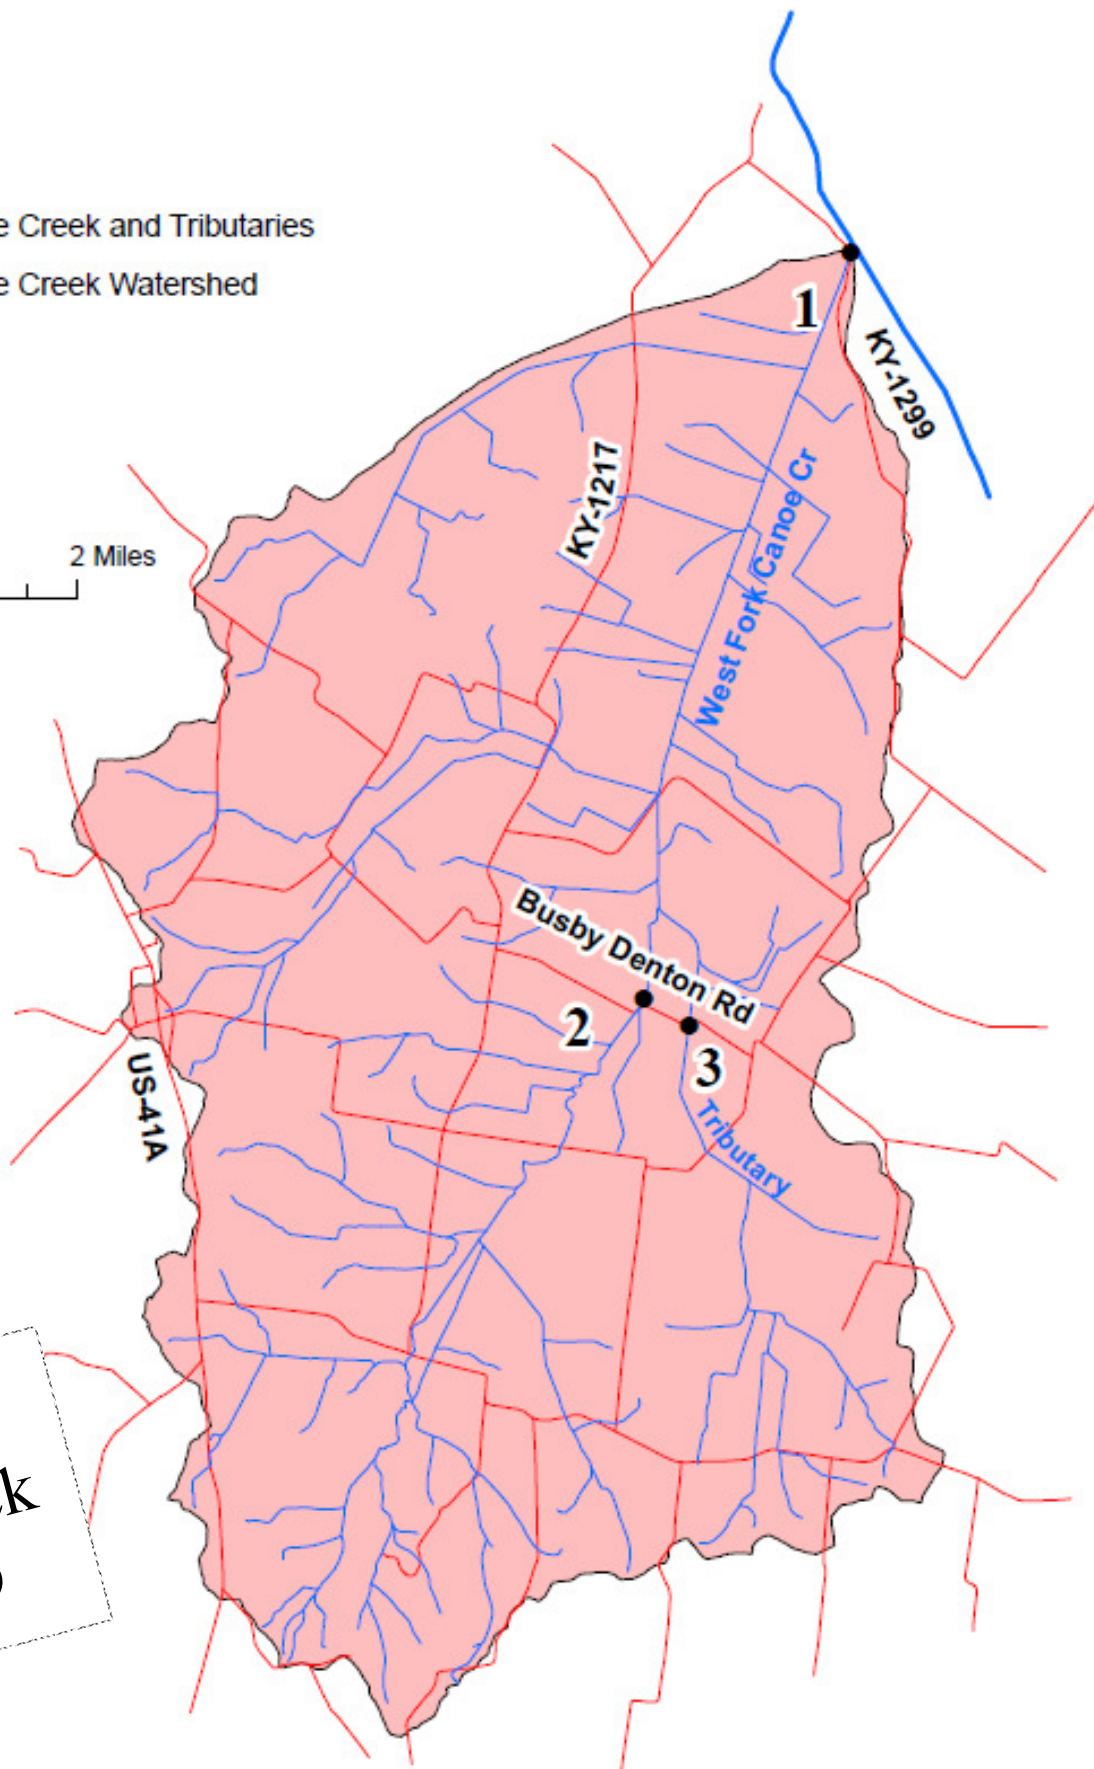 e Creek and Tributaries
e Creek Watershed
2 Miles
1
KY-1299
KY-1217
West Fork Canoe Cr
Busby Denton Rd
2
3
US-41A
Tributary
ek